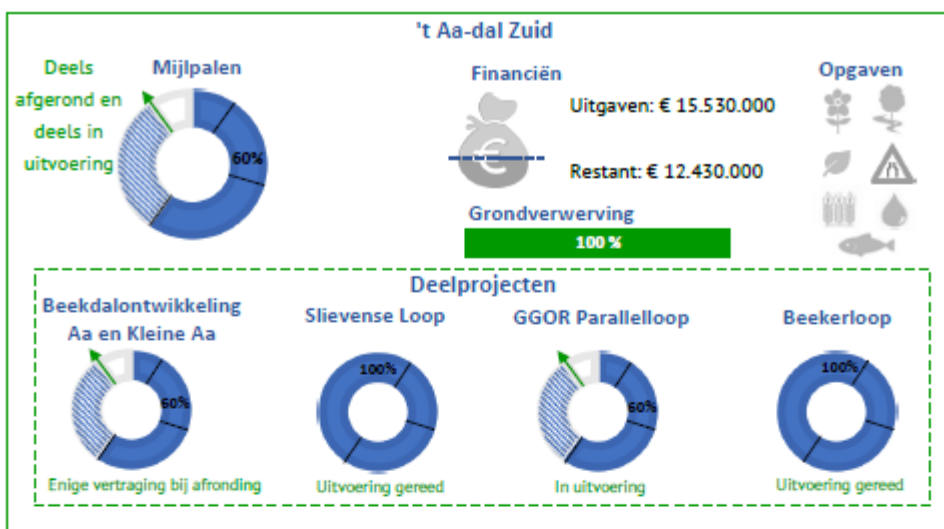 't Aa-dal Zuid
Deels
afgerond en
deels in
uitvoering
Mijlpalen
60%
Financiën
€
Uitgaven: € 15.530.000
Restant: € 12.430.000
Grondverwerving
100 %
Opgaven
Deelprojecten
Beekdalontwikkeling
Aa en Kleine Aa
60%
Enige vertraging bij afronding
Slievense Loop
100%
Uitvoering gereed
GGOR Parallelloop
60%
In uitvoering
Beekerloop
100%
Uitvoering gereed